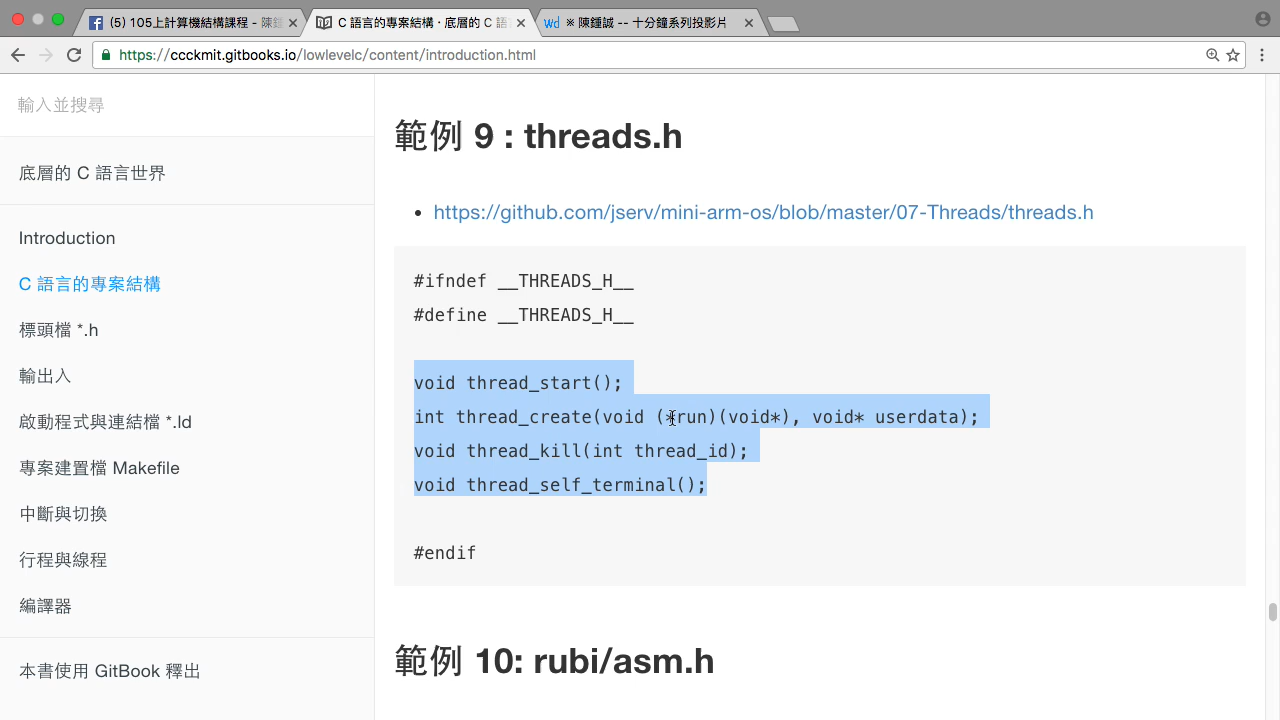 (5) 105上計算機結構課程 - 陳鍾
C 語言的專案結構 · 底層的 C 語言
※ 陳鍾誠 -- 十分鐘系列投影片
https://ccckmit.gitbooks.io/lowlevelc/content/introduction.html
輸入並搜尋
底層的 C 語言世界
Introduction
C 語言的專案結構
標頭檔 *.h
輸出入
啟動程式與連結檔 *.ld
專案建置檔 Makefile
中斷與切換
行程與線程
編譯器
本書使用 GitBook 釋出
範例 9 : threads.h
https://github.com/jserv/mini-arm-os/blob/master/07-Threads/threads.h
#ifndef __THREADS_H__
#define __THREADS_H__
void thread_start();
int thread_create(void (*run)(void*), void* userdata);
void thread_kill(int thread_id);
void thread_self_terminal();
#endif
範例 10: rubi/asm.h